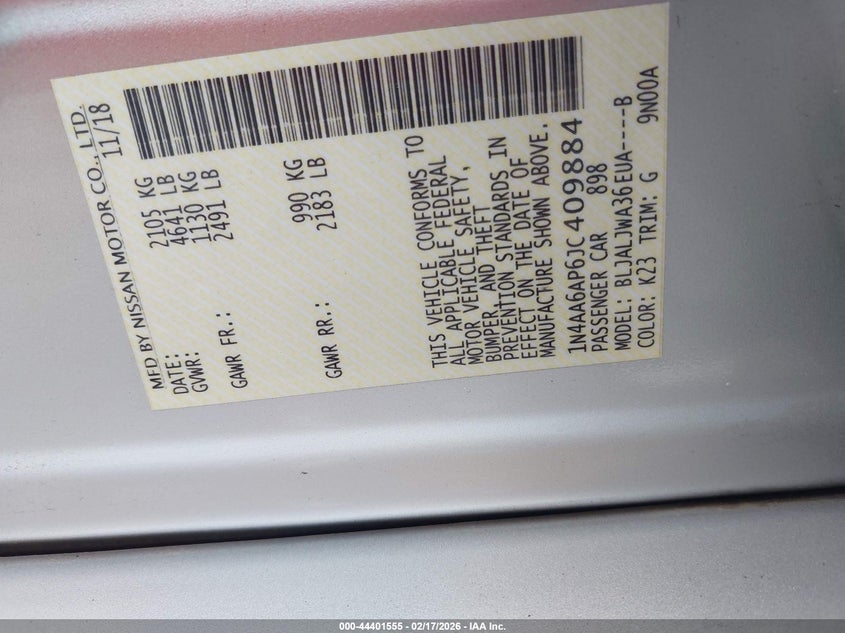 MFD BY NISSAN MOTOR CO., LTD.
DATE: 11/18
GVWR: 2105 KG
4641 LB
GAWR FR.: 1130 KG
2491 LB
GAWR RR.: 990 KG
2183 LB
THIS VEHICLE CONFORMS TO
ALL APPLICABLE FEDERAL
MOTOR VEHICLE SAFETY,
BUMPER, AND THEFT
PREVENTION STANDARDS IN
EFFECT ON THE DATE OF
MANUFACTURE SHOWN ABOVE.
1N4AA6AP6JC409884
PASSENGER CAR 898
MODEL: BLJALJWA36EUA----B
COLOR: K23 TRIM: G 9N00A
000-44401555 - 02/17/2026 - IAA Inc.